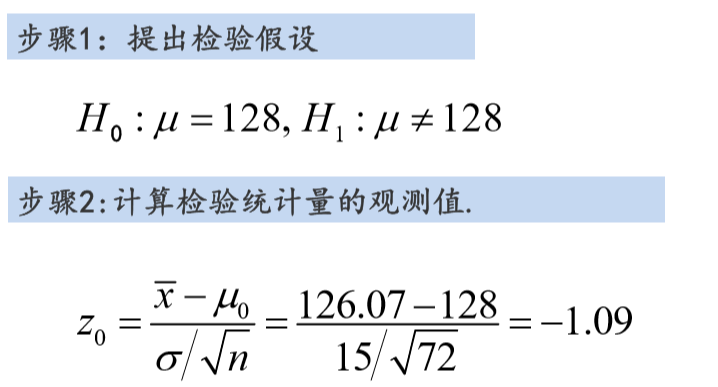 步骤1：提出检验假设
H₀ : μ = 128, H₁ : μ ≠ 128
步骤2:计算检验统计量的观测值.
z₀ = (x̄ − μ₀)/(σ/√n) = (126.07 − 128)/(15/√72) = −1.09